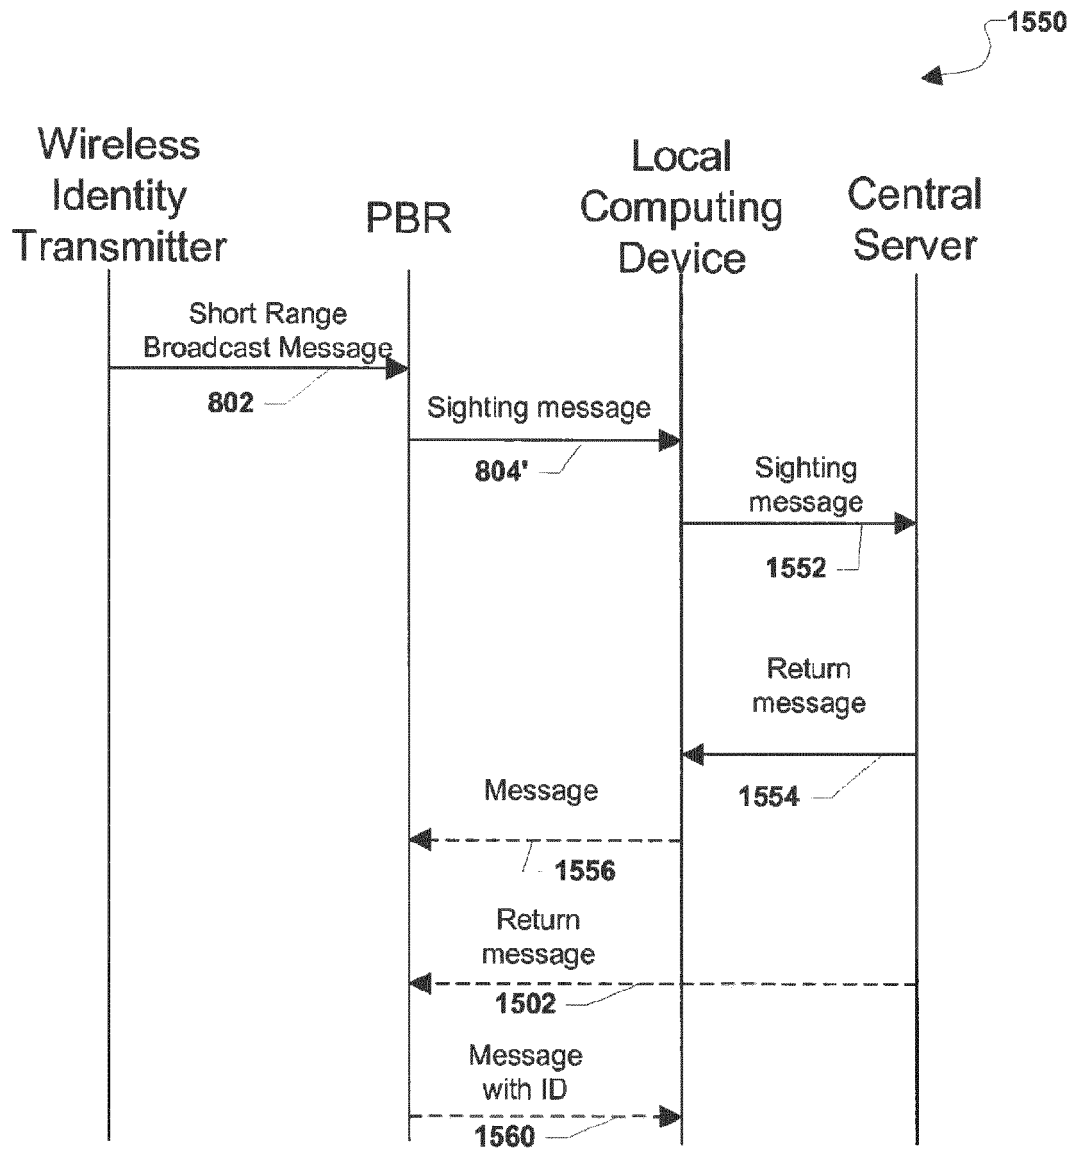 1550
Wireless
Identity
Transmitter
PBR
Local
Computing
Device
Central
Server
Short Range
Broadcast Message
802
Sighting message
804'
Sighting
message
1552
Return
message
1554
Message
1556
Return
message
1502
Message
with ID
1560